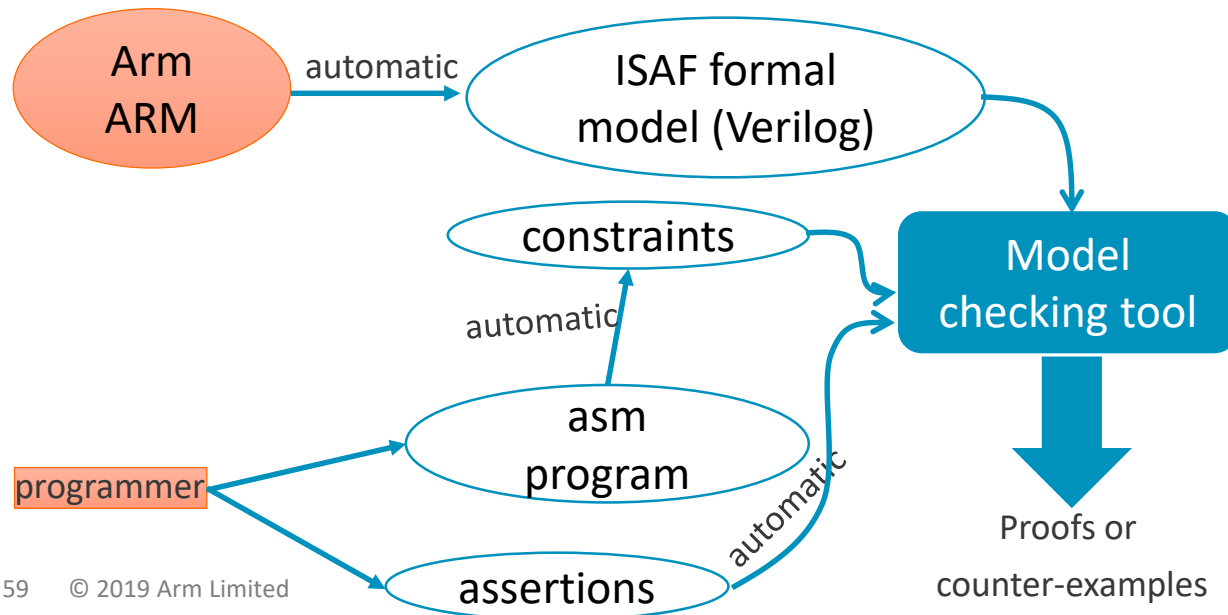 Arm
ARM
automatic
ISAF formal
model (Verilog)
constraints
Model
checking tool
automatic
asm
program
programmer
automatic
Proofs or
counter-examples
assertions
59 © 2019 Arm Limited